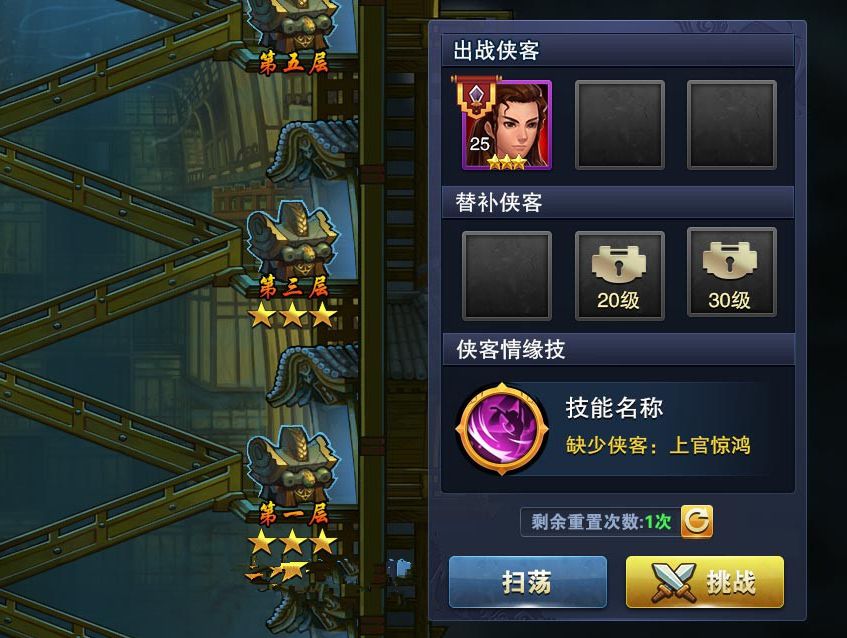 第五层
第三层
第一层
出战侠客
25
替补侠客
20级
30级
侠客情缘技
技能名称
缺少侠客：上官惊鸿
剩余重置次数:1次
扫荡
挑战